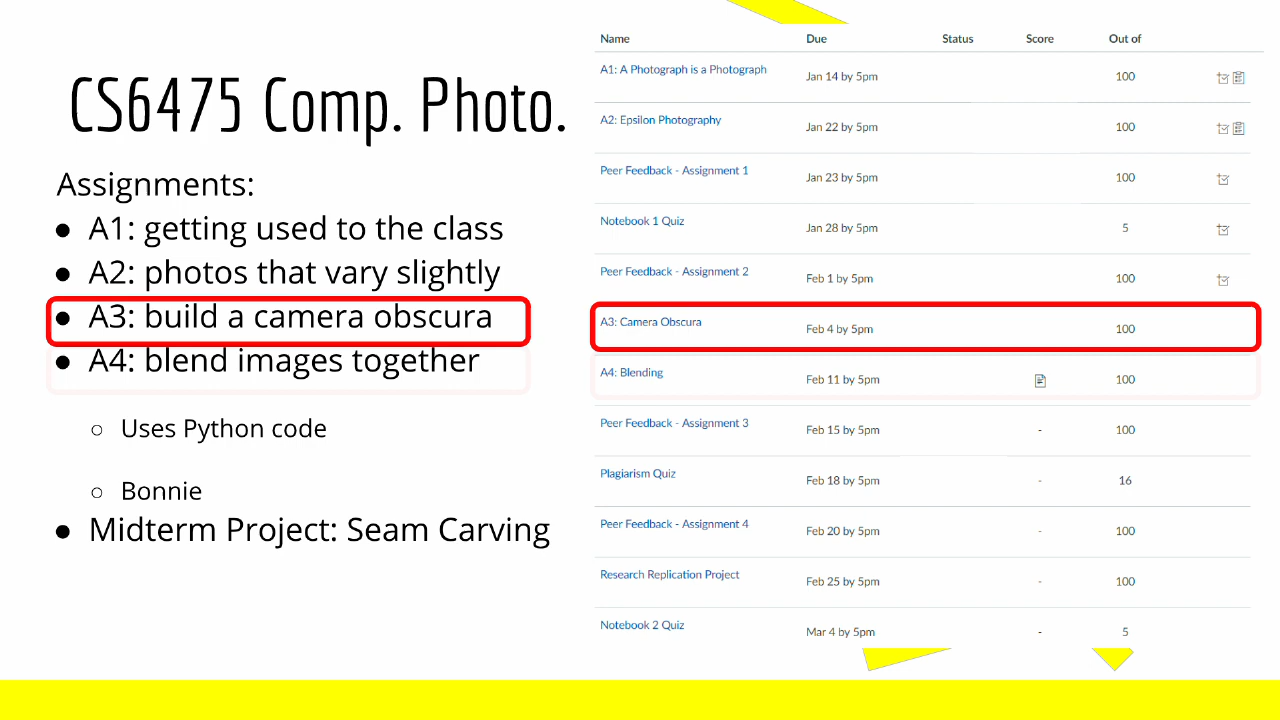 CS6475 Comp. Photo.
Assignments:
● A1: getting used to the class
● A2: photos that vary slightly
● A3: build a camera obscura
● A4: blend images together
○ Uses Python code
○ Bonnie
● Midterm Project: Seam Carving
Name Due Status Score Out of
A1: A Photograph is a Photograph Jan 14 by 5pm 100
A2: Epsilon Photography Jan 22 by 5pm 100
Peer Feedback - Assignment 1 Jan 23 by 5pm 100
Notebook 1 Quiz Jan 28 by 5pm 5
Peer Feedback - Assignment 2 Feb 1 by 5pm 100
A3: Camera Obscura Feb 4 by 5pm 100
A4: Blending Feb 11 by 5pm 100
Peer Feedback - Assignment 3 Feb 15 by 5pm - 100
Plagiarism Quiz Feb 18 by 5pm - 16
Peer Feedback - Assignment 4 Feb 20 by 5pm - 100
Research Replication Project Feb 25 by 5pm - 100
Notebook 2 Quiz Mar 4 by 5pm - 5